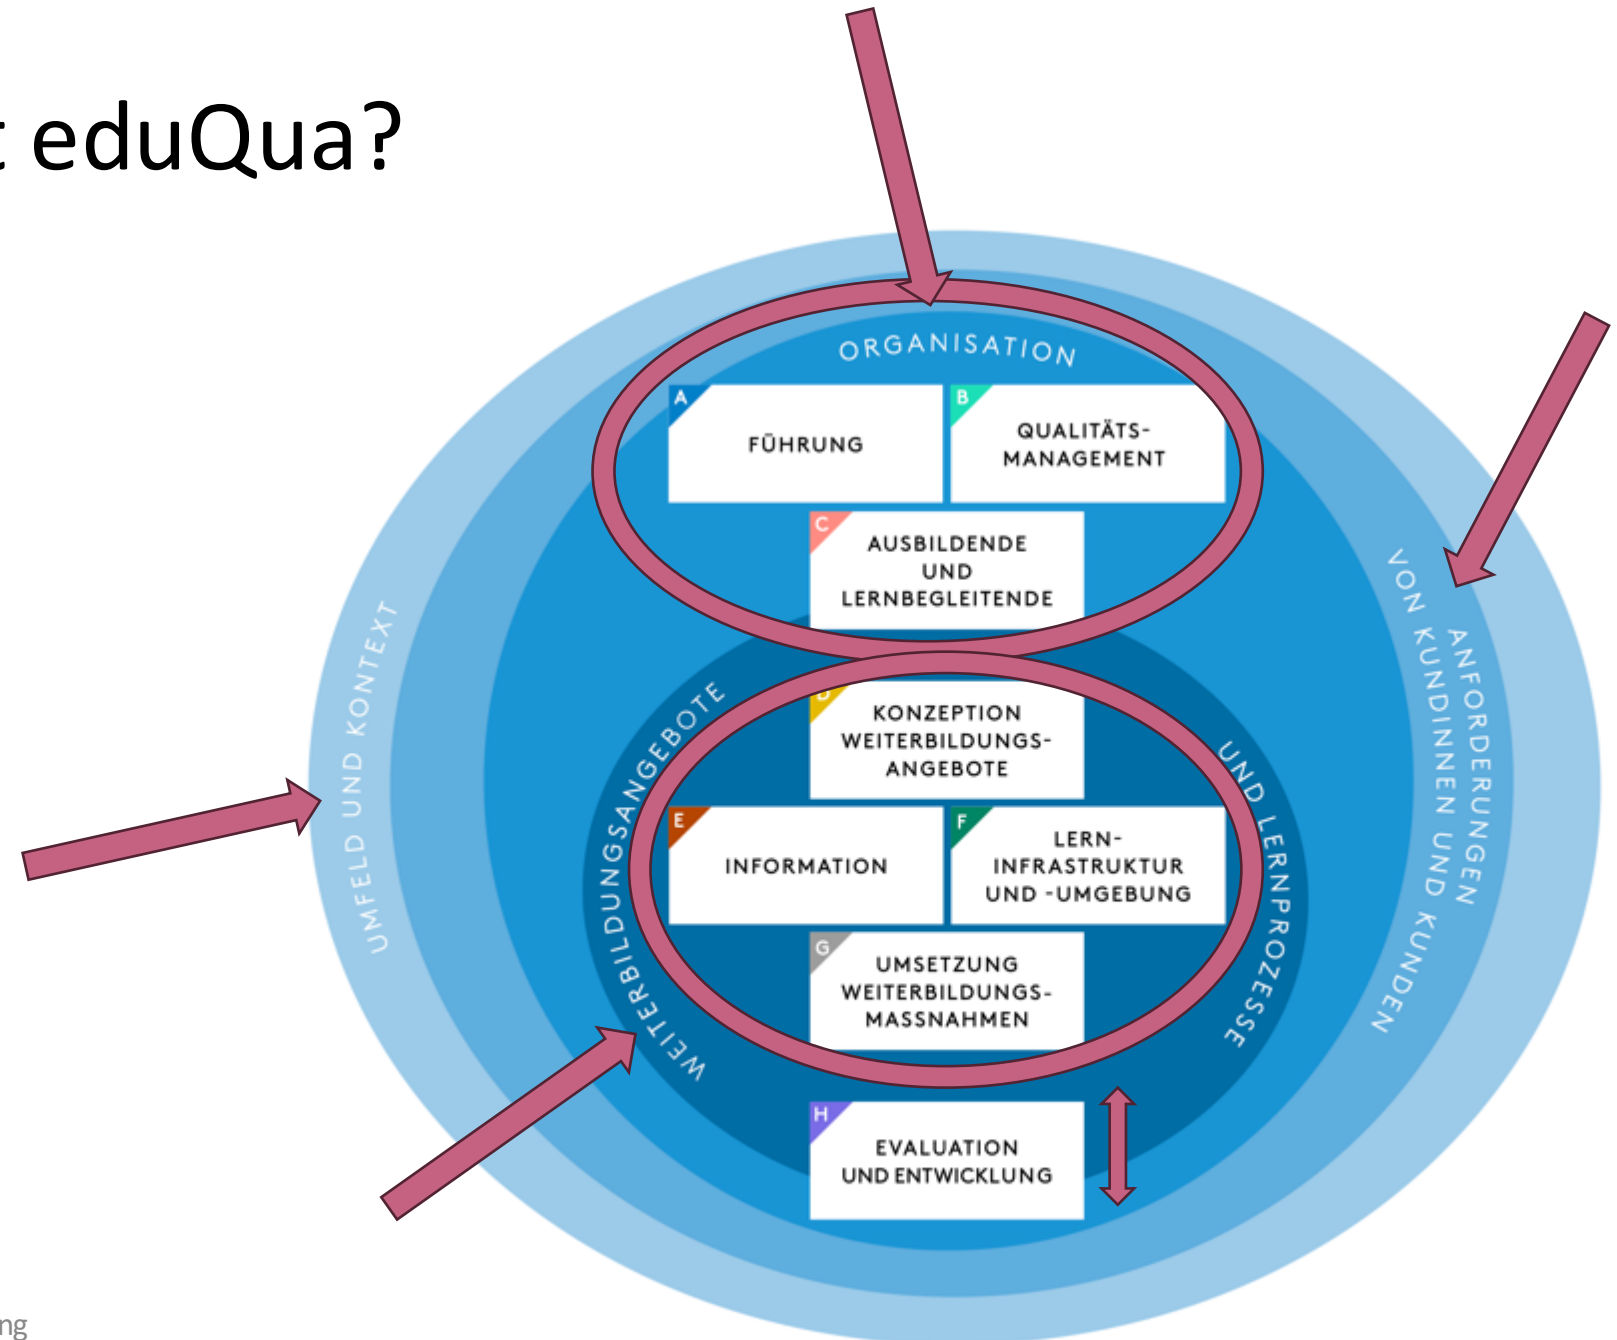 t eduQua?
ORGANISATION
A
FÜHRUNG
B
QUALITÄTS-
MANAGEMENT
C
AUSBILDENDE
UND
LERNBEGLEITENDE
UMFELD UND KONTEXT
ANFORDERUNGEN
VON KUNDINNEN UND KUNDEN
WEITERBILDUNGSANGEBOTE
UND LERNPROZESSE
D
KONZEPTION
WEITERBILDUNGS-
ANGEBOTE
E
INFORMATION
F
LERN-
INFRASTRUKTUR
UND -UMGEBUNG
G
UMSETZUNG
WEITERBILDUNGS-
MASSNAHMEN
H
EVALUATION
UND ENTWICKLUNG
ng